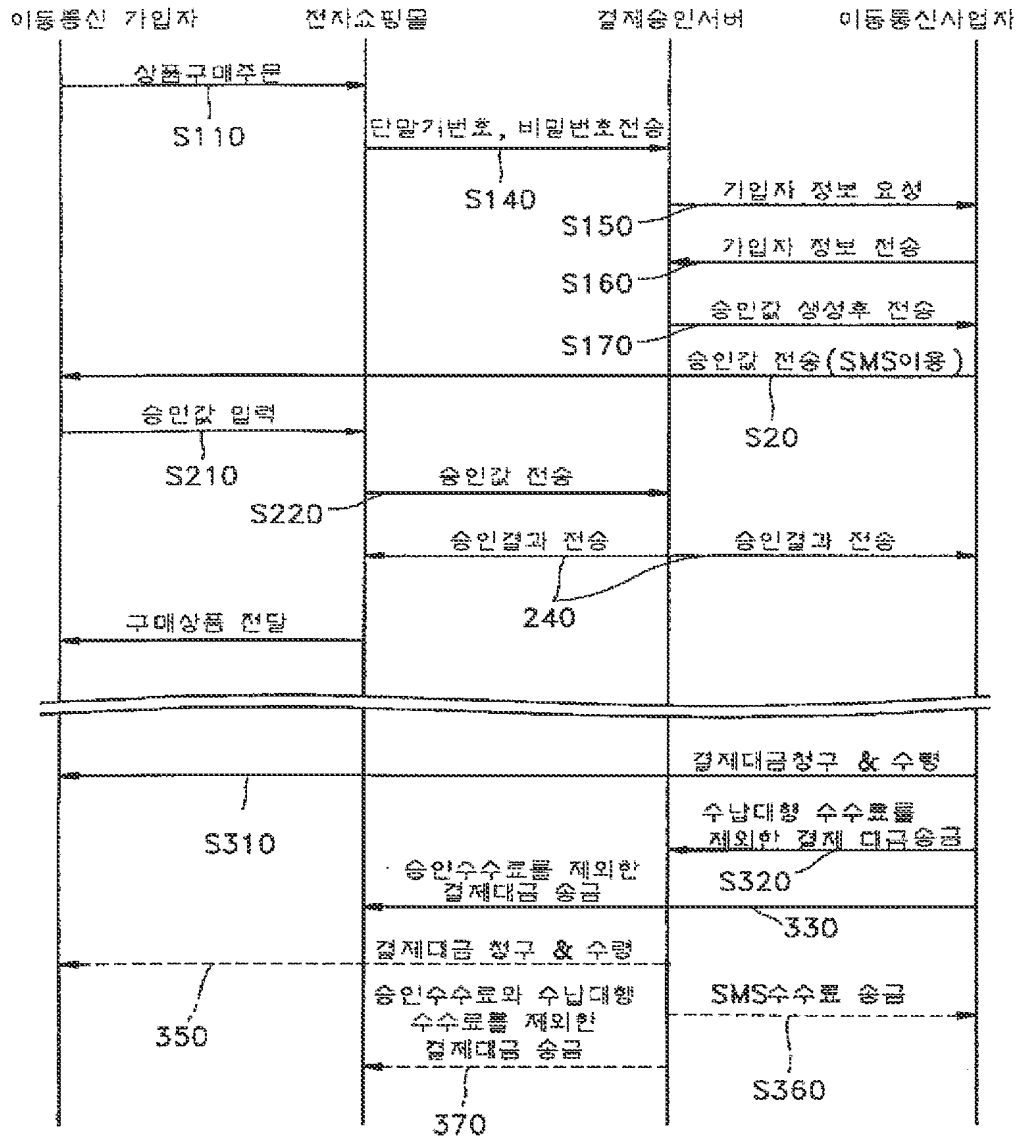 이동통신 가입자 전자쇼핑몰 결제승인서버 이동통신사업자
상품구매주문
S110
단말기번호, 비밀번호전송
S140
가입자 정보 요청
S150
가입자 정보 전송
S160
승인값 생성후 전송
S170
승인값 전송(SMS이용)
S20
승인값 입력
S210
승인값 전송
S220
승인결과 전송 승인결과 전송
240
구매상품 전달
결제대금청구 & 수령
S310
수납대행 수수료를
제외한 결제 대금송금
S320
승인수수료를 제외한
결제대금 송금
330
결제대금 청구 & 수령
350
SMS수수료 송금
S360
승인수수료와 수납대행
수수료를 제외한
결제대금 송금
370